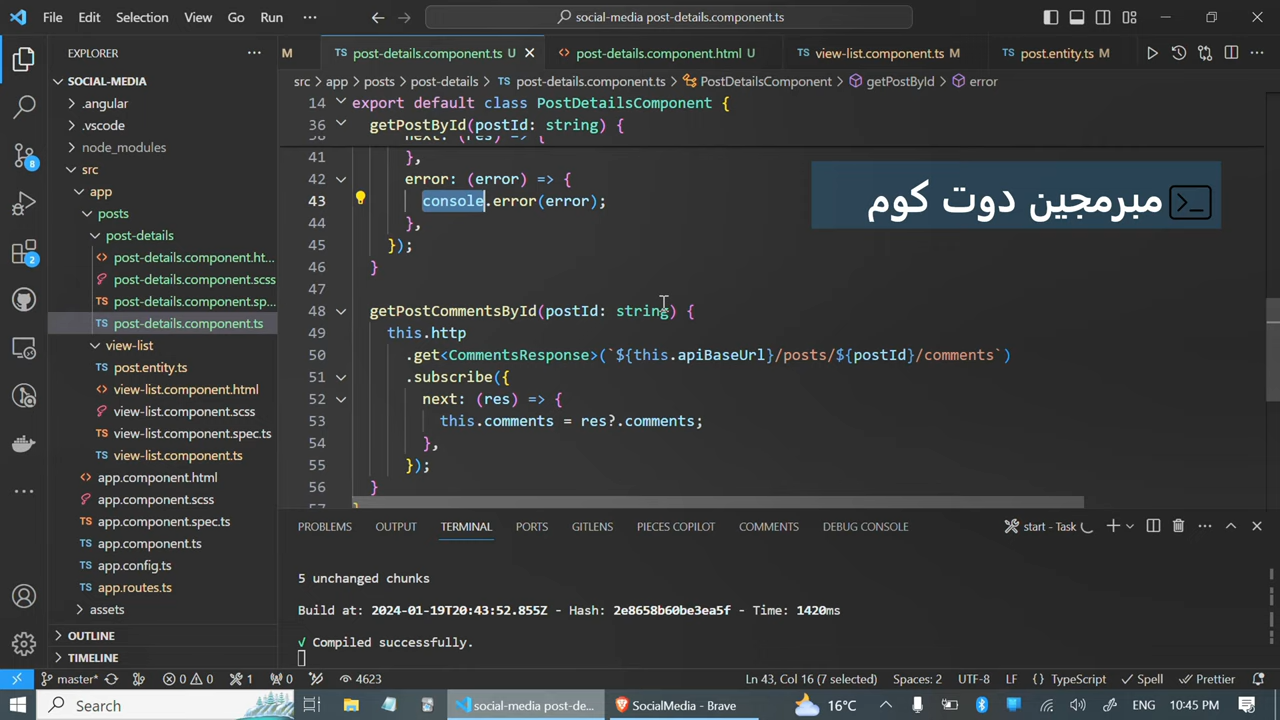 File Edit Selection View Go Run ··· social-media post-details.component.ts
EXPLORER ··· M TS post-details.component.ts U <> post-details.component.html U TS view-list.component.ts M TS post.entity.ts M
SOCIAL-MEDIA
.angular
.vscode
node_modules
src
app
posts
post-details
<> post-details.component.ht...
post-details.component.scss
TS post-details.component.sp...
TS post-details.component.ts
view-list
TS post.entity.ts
<> view-list.component.html
view-list.component.scss
TS view-list.component.spec.ts
TS view-list.component.ts
<> app.component.html
app.component.scss
TS app.component.spec.ts
TS app.component.ts
TS app.config.ts
TS app.routes.ts
assets
OUTLINE
TIMELINE
8
2
src > app > posts > post-details > TS post-details.component.ts > PostDetailsComponent > getPostById > error
14 export default class PostDetailsComponent {
36 getPostById(postId: string) {
38 next: (res) => {
41 },
42 error: (error) => {
43 console.error(error);
44 },
45 });
46 }
47
48 getPostCommentsById(postId: string) {
49 this.http
50 .get<CommentsResponse>(`${this.apiBaseUrl}/posts/${postId}/comments`)
51 .subscribe({
52 next: (res) => {
53 this.comments = res?.comments;
54 },
55 });
56 }
57 }
مبرمجين دوت كوم
PROBLEMS OUTPUT TERMINAL PORTS GITLENS PIECES COPILOT COMMENTS DEBUG CONSOLE start - Task
5 unchanged chunks
Build at: 2024-01-19T20:43:52.855Z - Hash: 2e8658b60be3ea5f - Time: 1420ms
√ Compiled successfully.
master* 0 0 1 0 4623 Ln 43, Col 16 (7 selected) Spaces: 2 UTF-8 LF {} TypeScript Spell Prettier
Search social-media post-de... SocialMedia - Brave 16°C ENG 10:45 PM